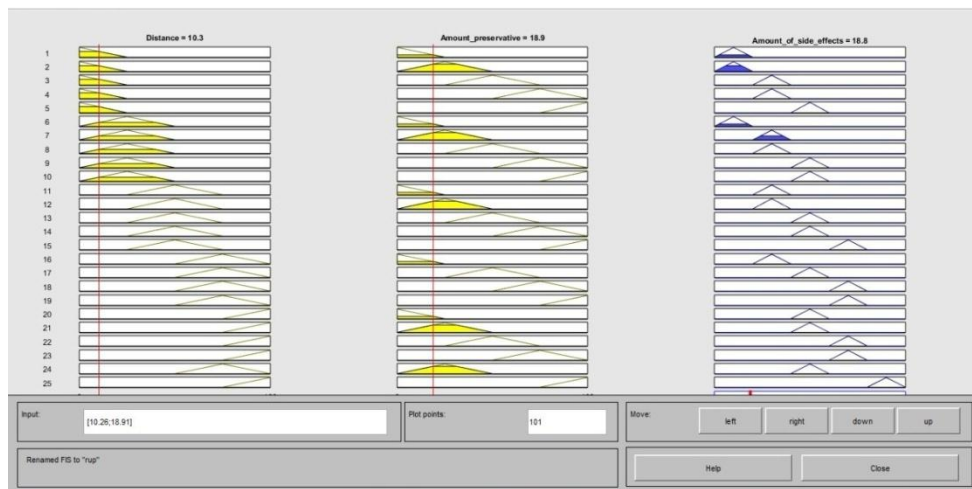 Distance = 10.3
Amount_preservative = 18.9
Amount_of_side_effects = 18.8
1
2
3
4
5
6
7
8
9
10
11
12
13
14
15
16
17
18
19
20
21
22
23
24
25
Input:
[10.26;18.91]
Plot points:
101
Move:
left
right
down
up
Renamed FIS to "rup"
Help
Close